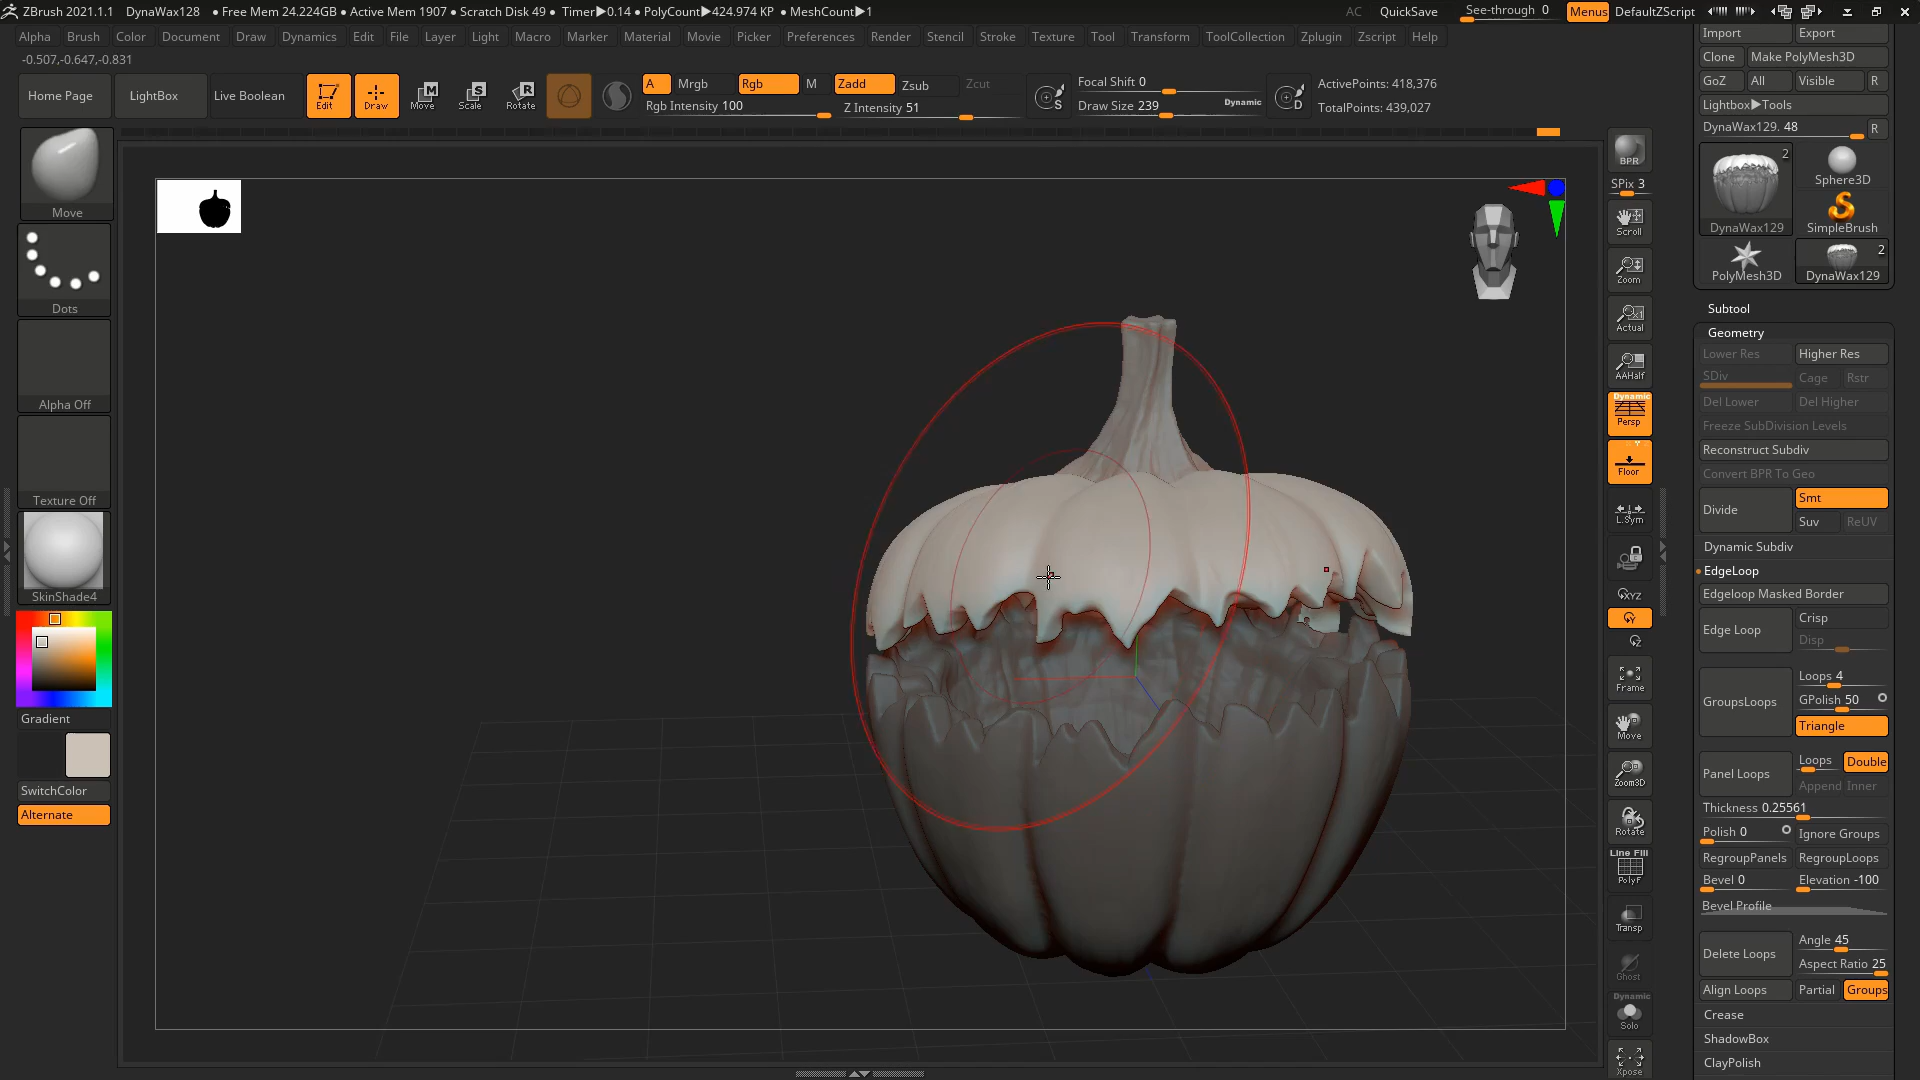 ZBrush 2021.1.1 DynaWax128 ● Free Mem 24.224GB ● Active Mem 1907 ● Scratch Disk 49 ● Timer▶0.14 ● PolyCount▶424.974 KP ● MeshCount▶1 AC QuickSave See-through 0 Menus DefaultZScript
Alpha Brush Color Document Draw Dynamics Edit File Layer Light Macro Marker Material Movie Picker Preferences Render Stencil Stroke Texture Tool ToolCollection Transform Zplugin Zscript Help
-0.507,-0.647,-0.831
Home Page LightBox Live Boolean Edit Draw Move Scale Rotate
A Mrgb Rgb M Zadd Zsub Zcut
Rgb Intensity 100 Z Intensity 51
S Focal Shift 0
Draw Size 239 Dynamic
D ActivePoints: 418,376
TotalPoints: 439,027
Move
Dots
Alpha Off
Texture Off
SkinShade4
Gradient
SwitchColor
Alternate
BPR
SPix 3
Scroll
Zoom
Actual
AAHalf
Dynamic
Persp
Floor
L.Sym
XYZ
Y
Z
Frame
Move
Zoom3D
Rotate
Line Fill
PolyF
Transp
Ghost
Dynamic
Solo
Xpose
Import Export
Clone Make PolyMesh3D
GoZ All Visible R
Lightbox▶Tools
DynaWax129. 48 R
2
DynaWax129
Sphere3D
SimpleBrush
PolyMesh3D
2
DynaWax129
Subtool
Geometry
Lower Res Higher Res
SDiv Cage Rstr
Del Lower Del Higher
Freeze SubDivision Levels
Reconstruct Subdiv
Convert BPR To Geo
Divide Smt
Suv ReUV
Dynamic Subdiv
EdgeLoop
Edgeloop Masked Border
Edge Loop Crisp
Disp
GroupsLoops Loops 4
GPolish 50
Triangle
Panel Loops Loops Double
Append Inner
Thickness 0.25561
Polish 0 Ignore Groups
RegroupPanels RegroupLoops
Bevel 0 Elevation -100
Bevel Profile
Delete Loops Angle 45
Aspect Ratio 25
Align Loops Partial Groups
Crease
ShadowBox
ClayPolish